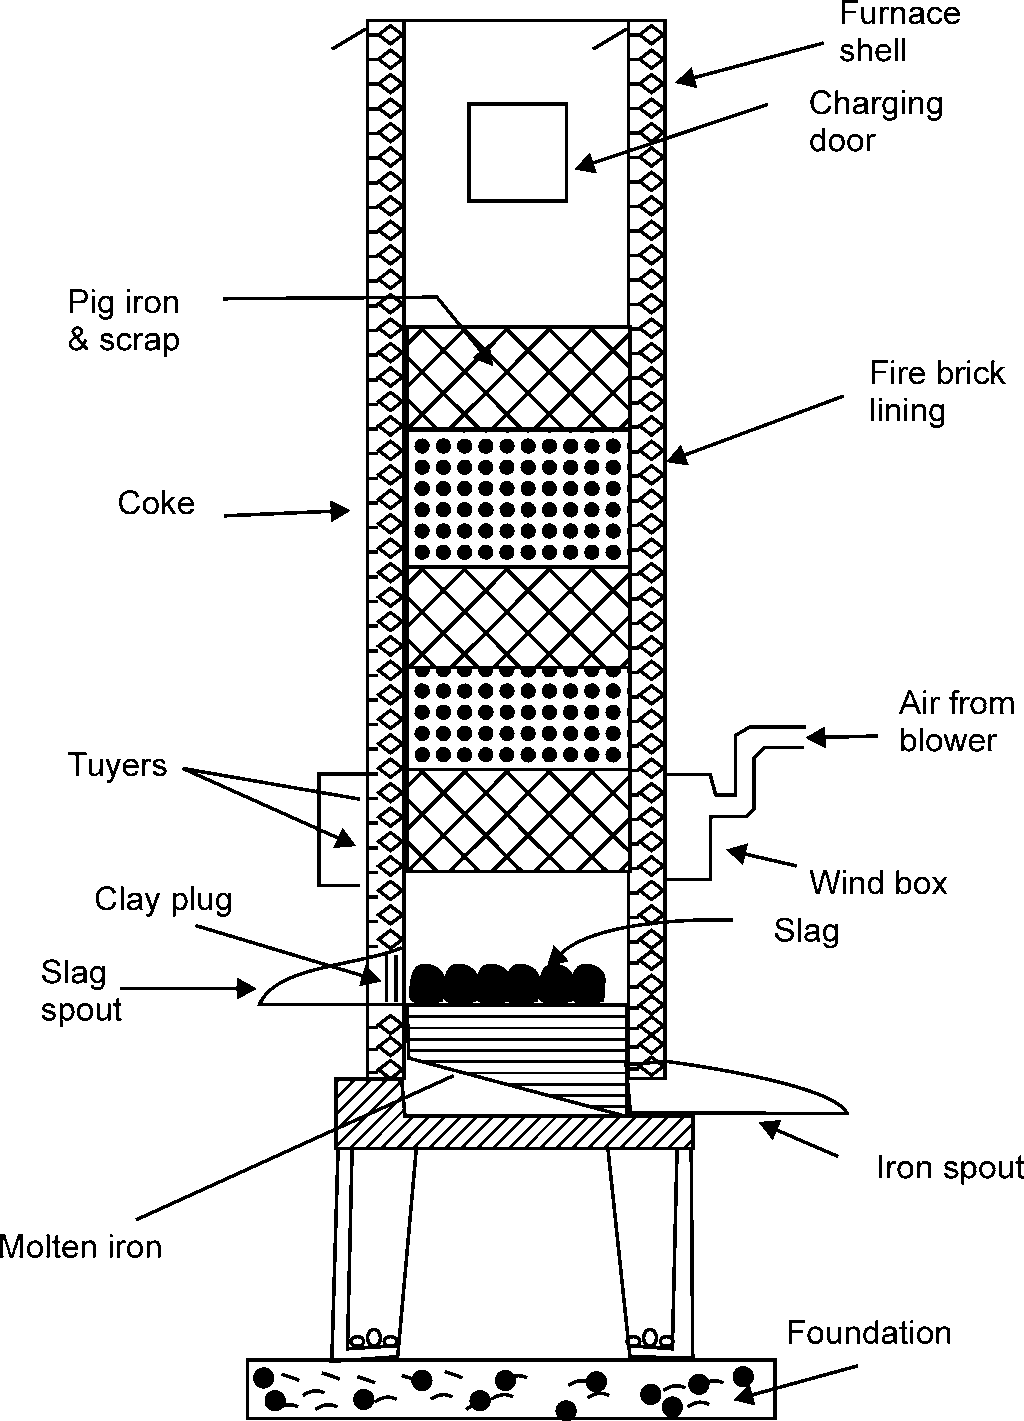 Furnace
shell
Charging
door
Pig iron
& scrap
Fire brick
lining
Coke
Air from
blower
Tuyers
Wind box
Clay plug
Slag
Slag
spout
Iron spout
Molten iron
Foundation